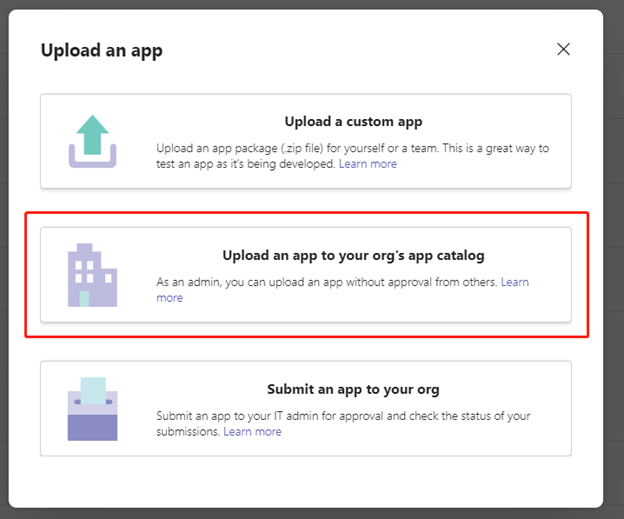 Upload an app
Upload a custom app
Upload an app package (.zip file) for yourself or a team. This is a great way to
test an app as it's being developed. Learn more
Upload an app to your org's app catalog
As an admin, you can upload an app without approval from others. Learn
more
Submit an app to your org
Submit an app to your IT admin for approval and check the status of your
submissions. Learn more